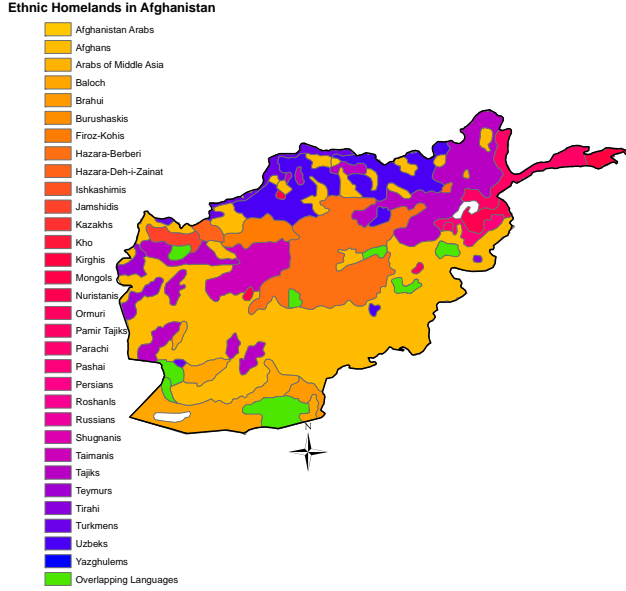 Ethnic Homelands in Afghanistan
Afghanistan Arabs
Afghans
Arabs of Middle Asia
Baloch
Brahui
Burushaskis
Firoz-Kohis
Hazara-Berberi
Hazara-Deh-i-Zainat
Ishkashimis
Jamshidis
Kazakhs
Kho
Kirghis
Mongols
Nuristanis
Ormuri
Pamir Tajiks
Parachi
Pashai
Persians
Roshanls
Russians
Shugnanis
Taimanis
Tajiks
Teymurs
Tirahi
Turkmens
Uzbeks
Yazghulems
Overlapping Languages
N